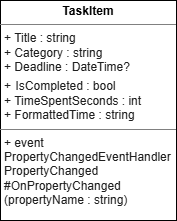 TaskItem
+ Title : string
+ Category : string
+ Deadline : DateTime?
+ IsCompleted : bool
+ TimeSpentSeconds : int
+ FormattedTime : string
+ event
PropertyChangedEventHandler
PropertyChanged
#OnPropertyChanged
(propertyName : string)